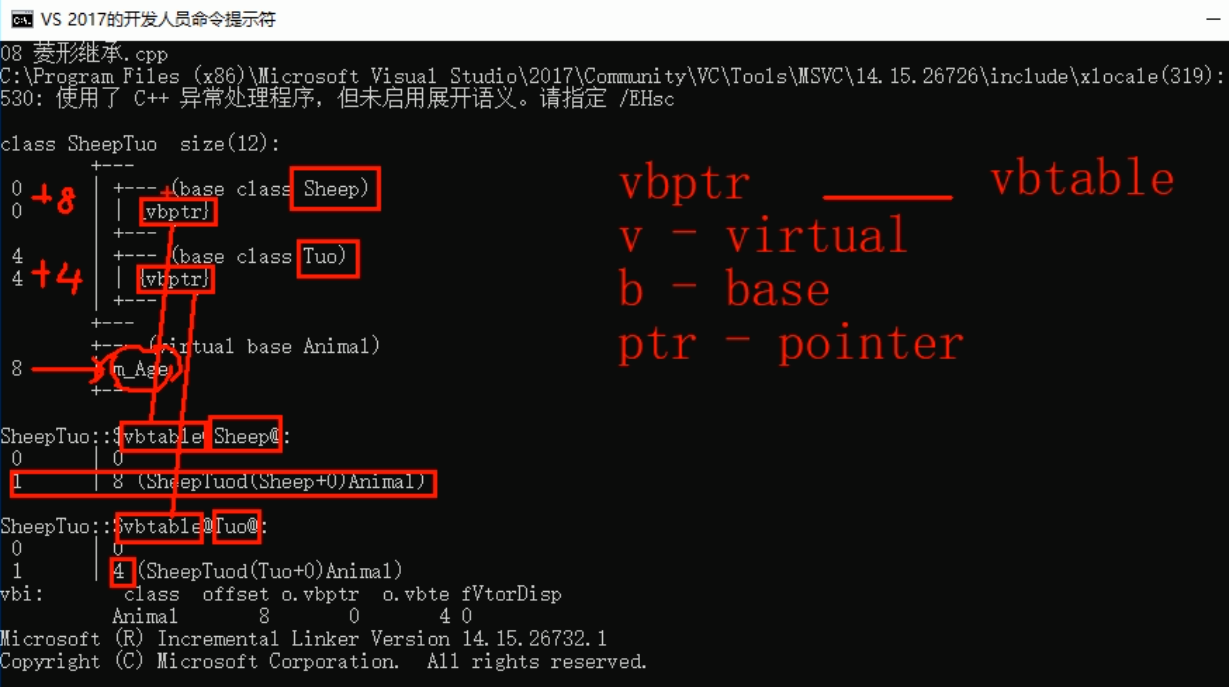 VS 2017的开发人员命令提示符
08 菱形继承.cpp
C:\Program Files (x86)\Microsoft Visual Studio\2017\Community\VC\Tools\MSVC\14.15.26726\include\xlocale(319):
530: 使用了 C++ 异常处理程序，但未启用展开语义。请指定 /EHsc
class SheepTuo size(12):
+---
0 +8 | +--- (base class Sheep)
0 | | {vbptr}
| +---
4 | +--- (base class Tuo)
4 +4 | | {vbptr}
| +---
+---
+--- (virtual base Animal)
8 | m_Age
+---
SheepTuo::$vbtable@Sheep@:
0 | 0
1 | 8 (SheepTuod(Sheep+0)Animal)
SheepTuo::$vbtable@Tuo@:
0 | 0
1 | 4 (SheepTuod(Tuo+0)Animal)
vbi: class offset o.vbptr o.vbte fVtorDisp
Animal 8 0 4 0
Microsoft (R) Incremental Linker Version 14.15.26732.1
Copyright (C) Microsoft Corporation. All rights reserved.
vbptr ____ vbtable
v - virtual
b - base
ptr - pointer